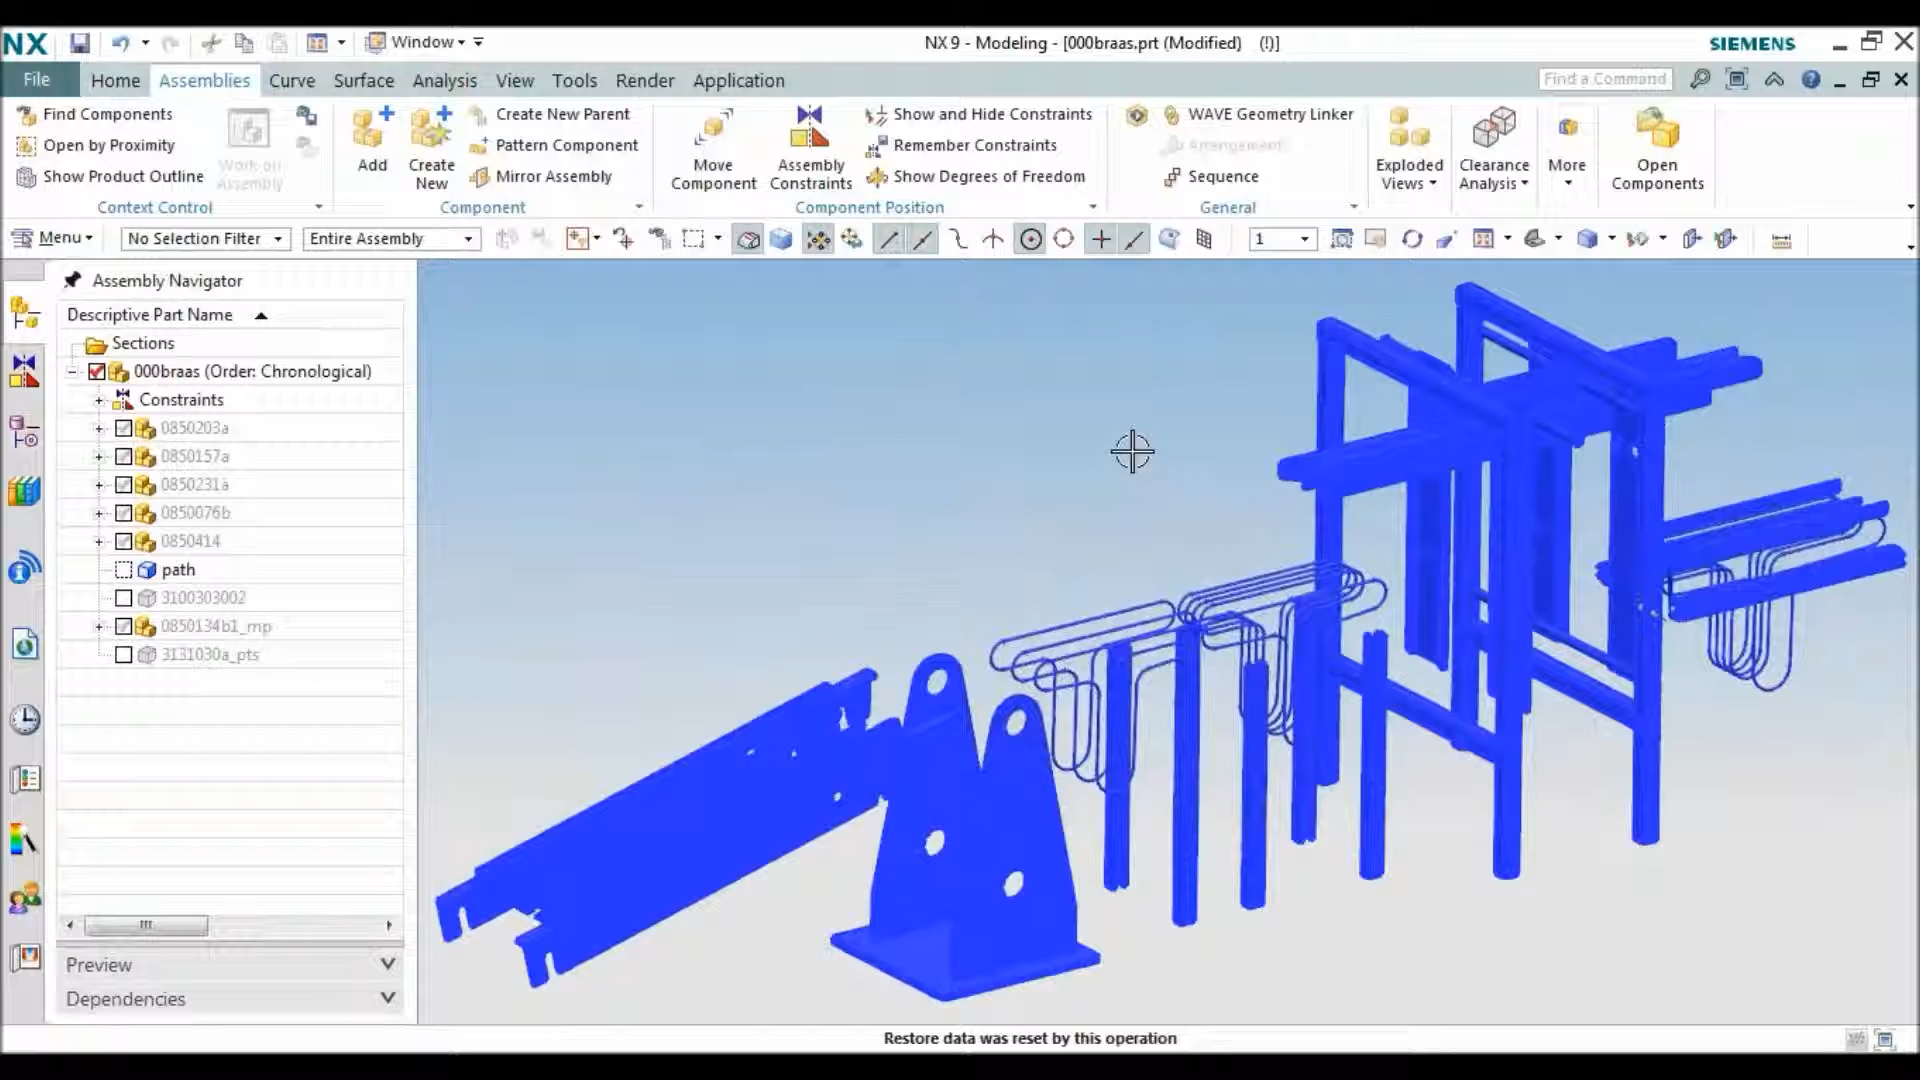 NX
Window
NX 9 - Modeling - [000braas.prt (Modified) (!)]
SIEMENS
File
Home
Assemblies
Curve
Surface
Analysis
View
Tools
Render
Application
Find a Command
Find Components
Open by Proximity
Show Product Outline
Work on Assembly
Context Control
Add
Create New
Create New Parent
Pattern Component
Mirror Assembly
Component
Move Component
Assembly Constraints
Show and Hide Constraints
Remember Constraints
Show Degrees of Freedom
Component Position
WAVE Geometry Linker
Arrangements
Sequence
General
Exploded Views
Clearance Analysis
More
Open Components
Menu
No Selection Filter
Entire Assembly
1
Assembly Navigator
Descriptive Part Name
Sections
000braas (Order: Chronological)
Constraints
0850203a
0850157a
0850231a
0850076b
0850414
path
3100303002
0850134b1_mp
3131030a_pts
Preview
Dependencies
Restore data was reset by this operation